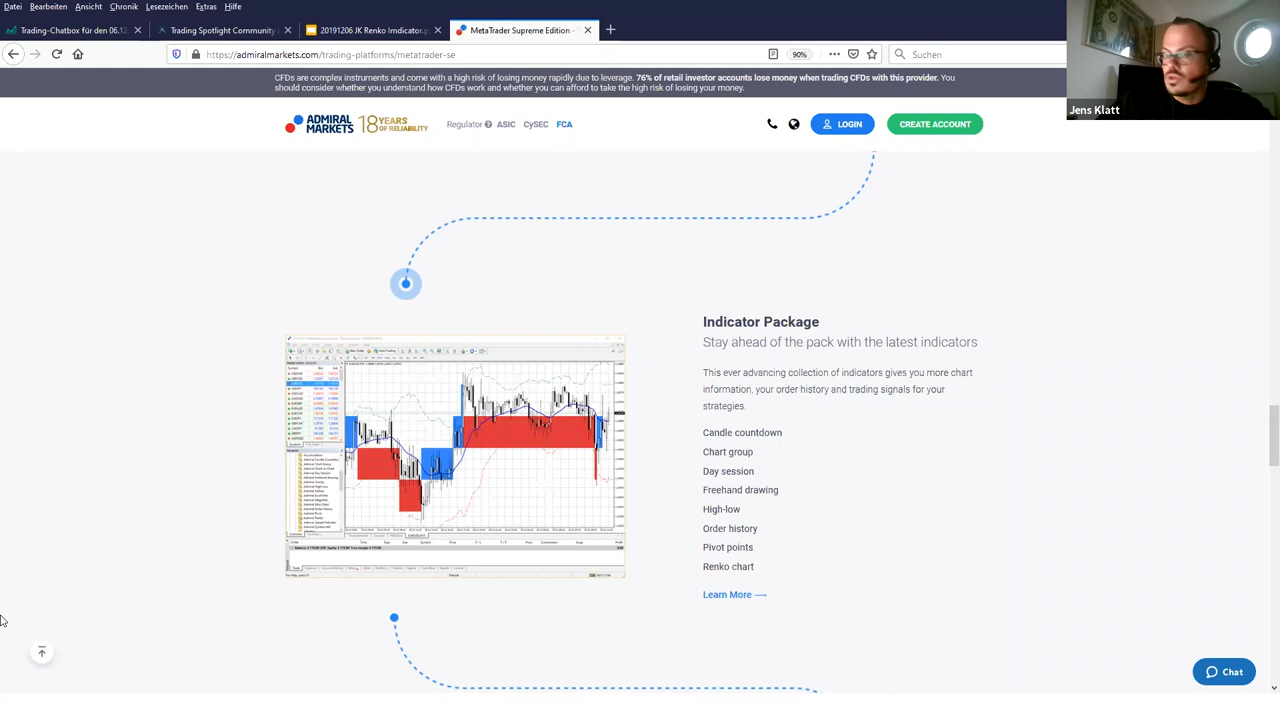 Datei Bearbeiten Ansicht Chronik Lesezeichen Extras Hilfe
Trading-Chatbox für den 06.12
Trading Spotlight Community
20191206 JK Renko Imdicator.p
MetaTrader Supreme Edition -
https://admiralmarkets.com/trading-platforms/metatrader-se
90%
Suchen
CFDs are complex instruments and come with a high risk of losing money rapidly due to leverage. 76% of retail investor accounts lose money when trading CFDs with this provider. You
should consider whether you understand how CFDs work and whether you can afford to take the high risk of losing your money.
Jens Klatt
ADMIRAL
MARKETS
18 YEARS
OF RELIABILITY
Regulator ? ASIC CySEC FCA
LOGIN
CREATE ACCOUNT
Indicator Package
Stay ahead of the pack with the latest indicators
This ever advancing collection of indicators gives you more chart
information, your order history and trading signals for your
strategies.
Candle countdown
Chart group
Day session
Freehand drawing
High-low
Order history
Pivot points
Renko chart
Learn More
Chat